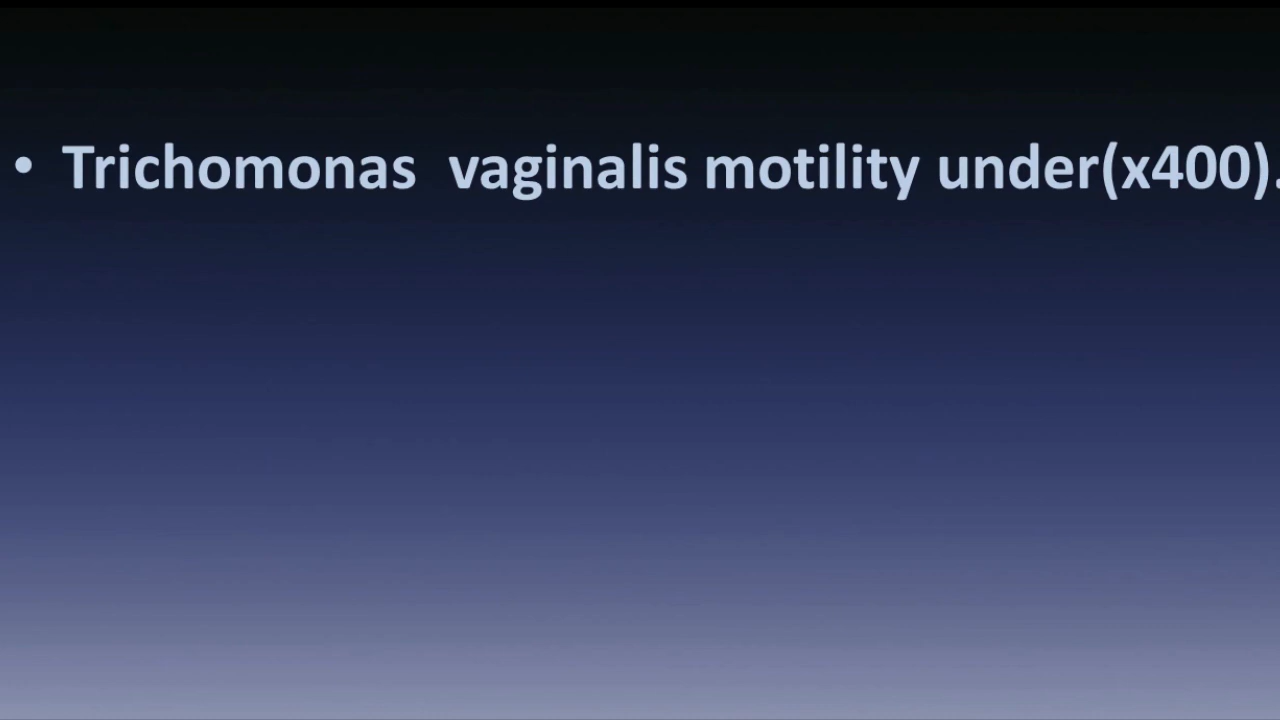 • Trichomonas  vaginalis motility under(x400).